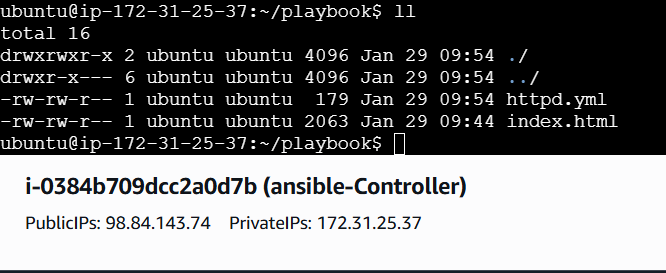 ubuntu@ip-172-31-25-37:~/playbook$ ll
total 16
drwxrwxr-x 2 ubuntu ubuntu 4096 Jan 29 09:54 ./
drwxr-x--- 6 ubuntu ubuntu 4096 Jan 29 09:54 ../
-rw-rw-r-- 1 ubuntu ubuntu  179 Jan 29 09:54 httpd.yml
-rw-rw-r-- 1 ubuntu ubuntu 2063 Jan 29 09:44 index.html
ubuntu@ip-172-31-25-37:~/playbook$
i-0384b709dcc2a0d7b (ansible-Controller)
PublicIPs: 98.84.143.74 PrivateIPs: 172.31.25.37